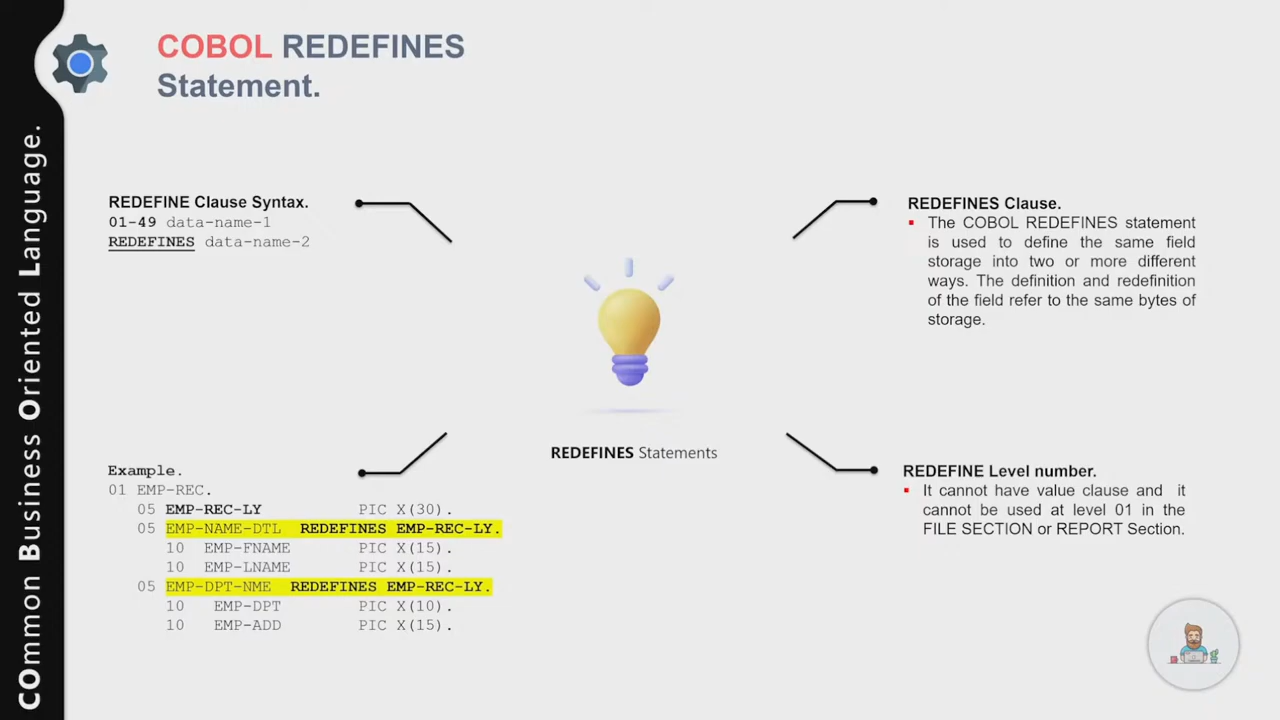 COBOL REDEFINES
Statement.
COmmon Business Oriented Language.
REDEFINE Clause Syntax.
01-49 data-name-1
REDEFINES data-name-2
REDEFINES Clause.
▪ The COBOL REDEFINES statement
is used to define the same field
storage into two or more different
ways. The definition and redefinition
of the field refer to the same bytes of
storage.
REDEFINES Statements
Example.
01 EMP-REC.
05 EMP-REC-LY PIC X(30).
05 EMP-NAME-DTL REDEFINES EMP-REC-LY.
10 EMP-FNAME PIC X(15).
10 EMP-LNAME PIC X(15).
05 EMP-DPT-NME REDEFINES EMP-REC-LY.
10 EMP-DPT PIC X(10).
10 EMP-ADD PIC X(15).
REDEFINE Level number.
▪ It cannot have value clause and it
cannot be used at level 01 in the
FILE SECTION or REPORT Section.